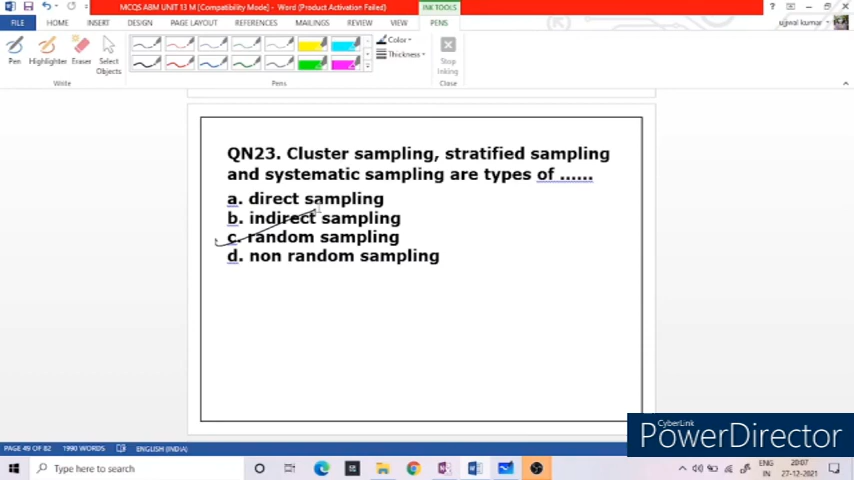 MCQS ABM UNIT 13 M [Compatibility Mode] - Word (Product Activation Failed)
INK TOOLS
FILE HOME INSERT DESIGN PAGE LAYOUT REFERENCES MAILINGS REVIEW VIEW PENS
ujjwal kumar
Pen Highlighter Eraser Select Objects
Color
Thickness
Stop Inking
Write Pens Close
QN23. Cluster sampling, stratified sampling
and systematic sampling are types of ......
a. direct sampling
b. indirect sampling
c. random sampling
d. non random sampling
CyberLink
PowerDirector
PAGE 49 OF 82 1990 WORDS ENGLISH (INDIA)
Type here to search
ENG
IN
20:07
27-12-2021